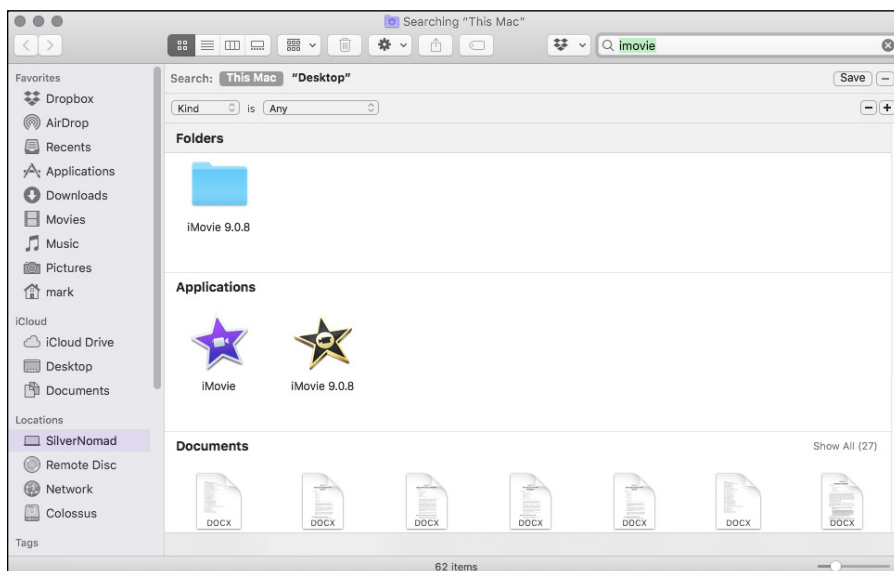 Searching "This Mac"
imovie
Favorites
Dropbox
AirDrop
Recents
Applications
Downloads
Movies
Music
Pictures
mark
iCloud
iCloud Drive
Desktop
Documents
Locations
SilverNomad
Remote Disc
Network
Colossus
Tags
Search: This Mac "Desktop" Save
Kind is Any
Folders
iMovie 9.0.8
Applications
iMovie iMovie 9.0.8
Documents Show All (27)
DOCX DOCX DOCX DOCX DOCX DOCX DOCX
62 items